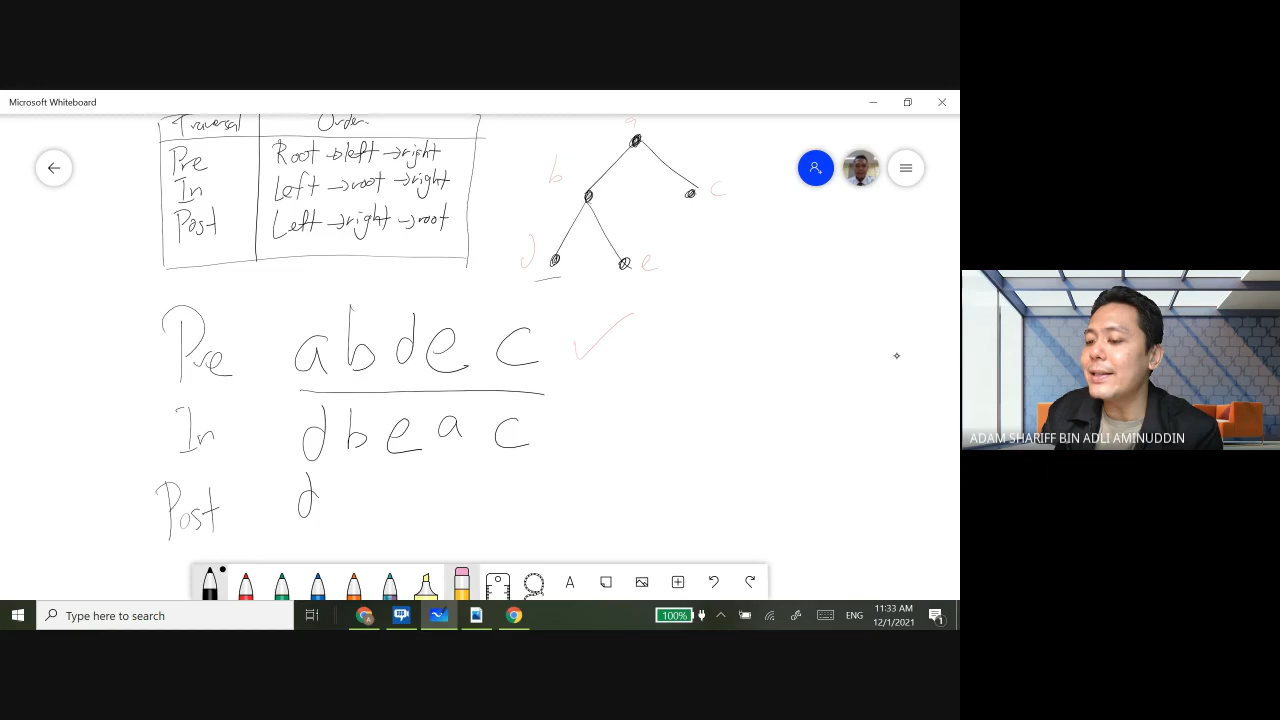 Microsoft Whiteboard
Traversal Order
Pre Root → left → right
In Left → root → right
Post Left → right → root
a
b
c
d
e
Pre a b d e c ✓
In d b e a c
Post d
ADAM SHARIFF BIN ADLI AMINUDDIN
A
Type here to search
100%
ENG
11:33 AM
12/1/2021